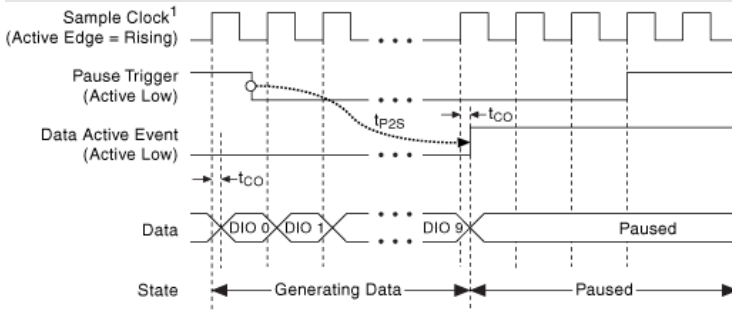 Sample Clock1
(Active Edge = Rising)
Pause Trigger
(Active Low)
tP2S
tCO
Data Active Event
(Active Low)
tCO
Data DIO 0 DIO 1 DIO 9 Paused
State Generating Data Paused